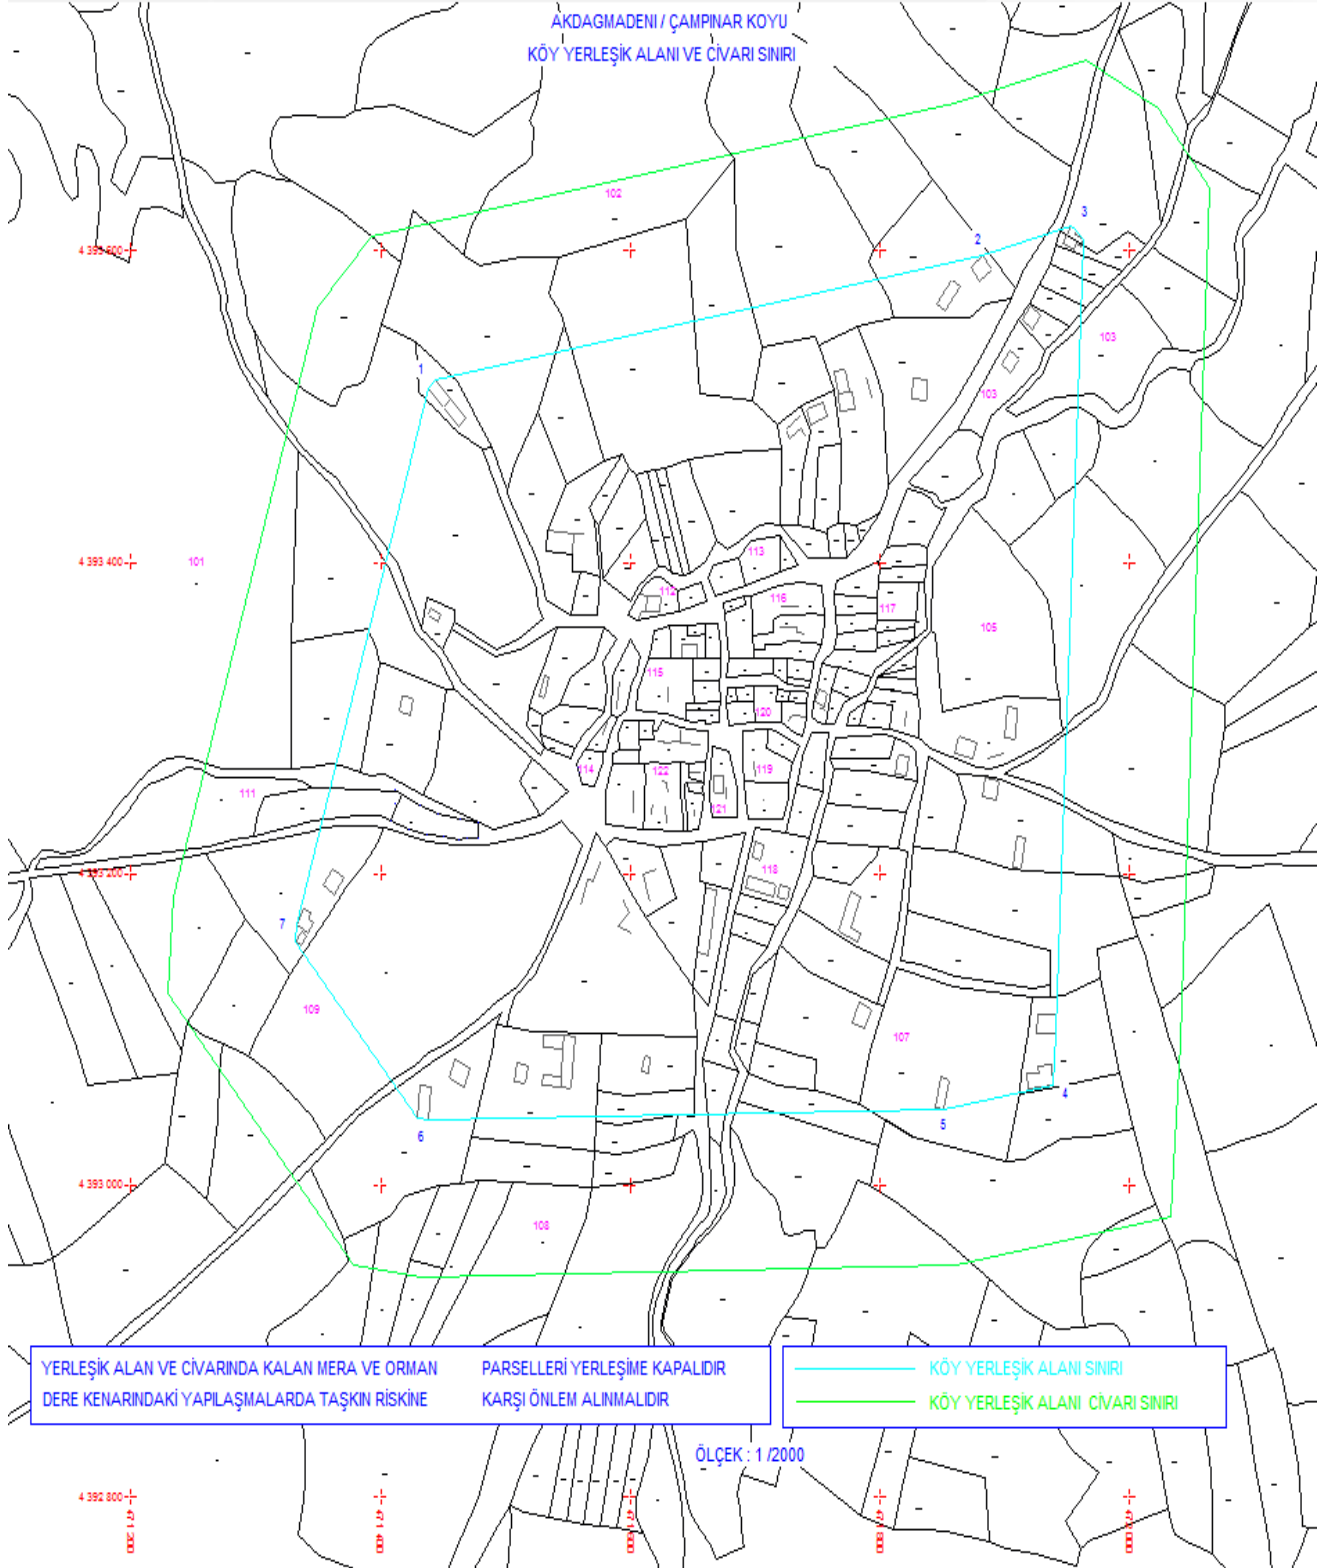 AKDAGMADENI / ÇAMPINAR KOYU
KÖY YERLEŞİK ALANI VE CİVARI SINIRI
102
3
2
4 393 600
103
1
103
113
4 393 400
101
112
116
117
105
115
120
114
122
119
111
121
118
4 393 200
7
109
107
4
6
5
4 393 000
108
YERLEŞİK ALAN VE CİVARINDA KALAN MERA VE ORMAN PARSELLERİ YERLEŞİME KAPALIDIR
DERE KENARINDAKİ YAPILAŞMALARDA TAŞKIN RİSKİNE KARŞI ÖNLEM ALINMALIDIR
KÖY YERLEŞİK ALANI SINIRI
KÖY YERLEŞİK ALANI CİVARI SINIRI
ÖLÇEK : 1 /2000
4 392 800